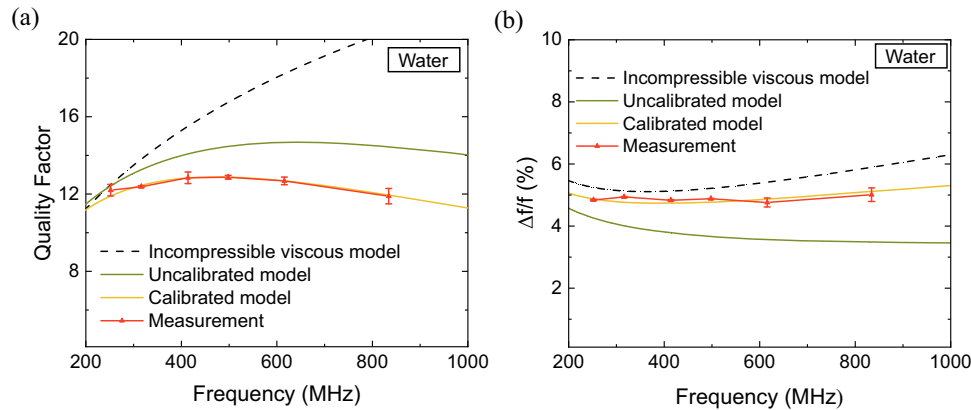 (a)
20
16
12
8
Quality Factor
Water
Incompressible viscous model
Uncalibrated model
Calibrated model
Measurement
200 400 600 800 1000
Frequency (MHz)
(b)
10
8
6
4
2
0
Δf/f (%)
Water
Incompressible viscous model
Uncalibrated model
Calibrated model
Measurement
200 400 600 800 1000
Frequency (MHz)